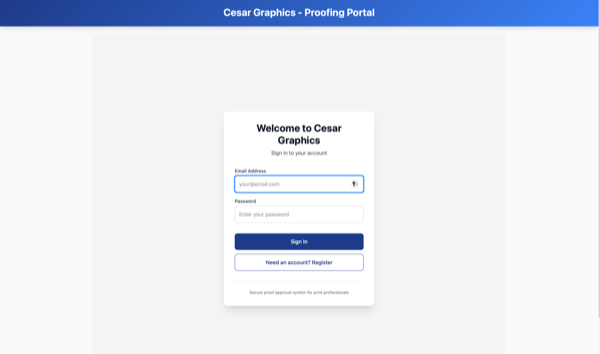 Cesar Graphics - Proofing Portal
Welcome to Cesar
Graphics
Sign in to your account
Email Address
your@email.com
Password
Enter your password
Sign In
Need an account? Register
Secure proof approval system for print professionals